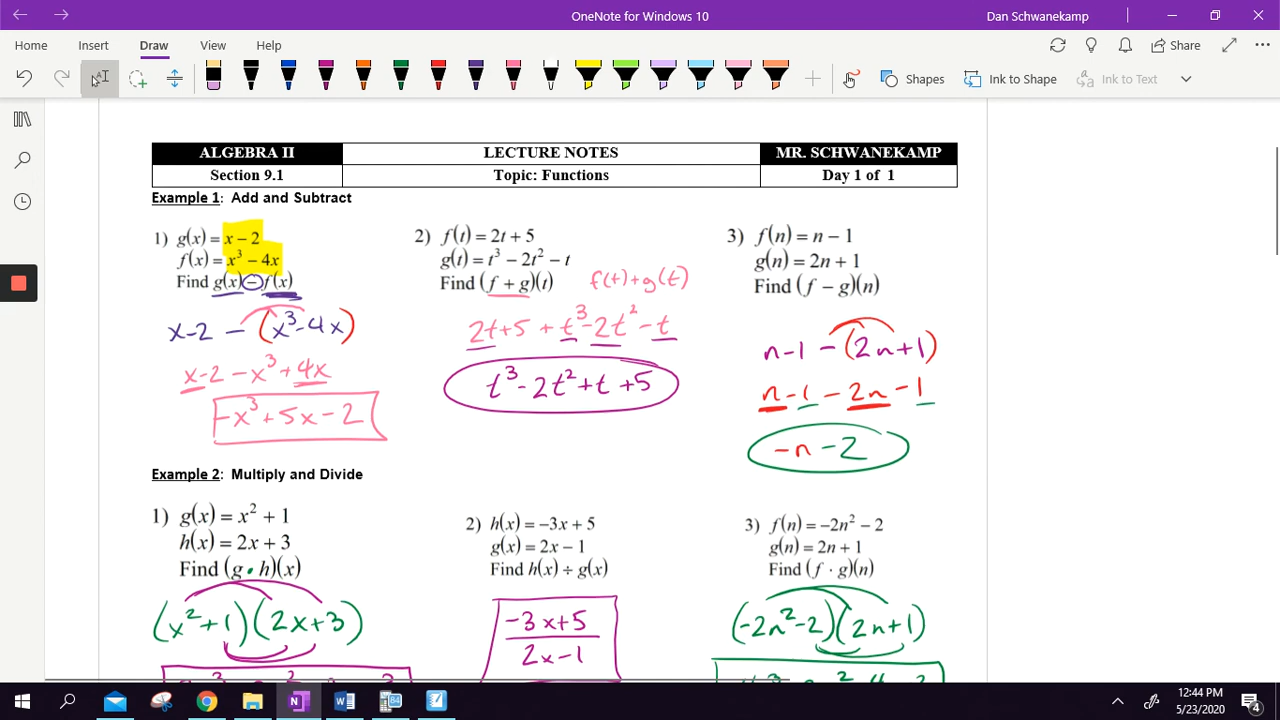 OneNote for Windows 10
Dan Schwanekamp
Home Insert Draw View Help
Share
Shapes
Ink to Shape
Ink to Text
ALGEBRA II LECTURE NOTES MR. SCHWANEKAMP
Section 9.1 Topic: Functions Day 1 of 1
Example 1: Add and Subtract
1) g(x) = x − 2
f(x) = x³ − 4x
Find g(x) − f(x)
x-2 - (x³-4x)
x-2 -x³+4x
-x³+5x-2
2) f(t) = 2t + 5
g(t) = t³ − 2t² − t
Find (f + g)(t)
f(t)+g(t)
2t+5 + t³-2t²-t
t³-2t²+t+5
3) f(n) = n − 1
g(n) = 2n + 1
Find (f − g)(n)
n-1 - (2n+1)
n-1 - 2n-1
-n-2
Example 2: Multiply and Divide
1) g(x) = x² + 1
h(x) = 2x + 3
Find (g · h)(x)
(x²+1)(2x+3)
2) h(x) = −3x + 5
g(x) = 2x − 1
Find h(x) ÷ g(x)
-3x+5
2x-1
3) f(n) = −2n² − 2
g(n) = 2n + 1
Find (f · g)(n)
(-2n²-2)(2n+1)
12:44 PM
5/23/2020
4